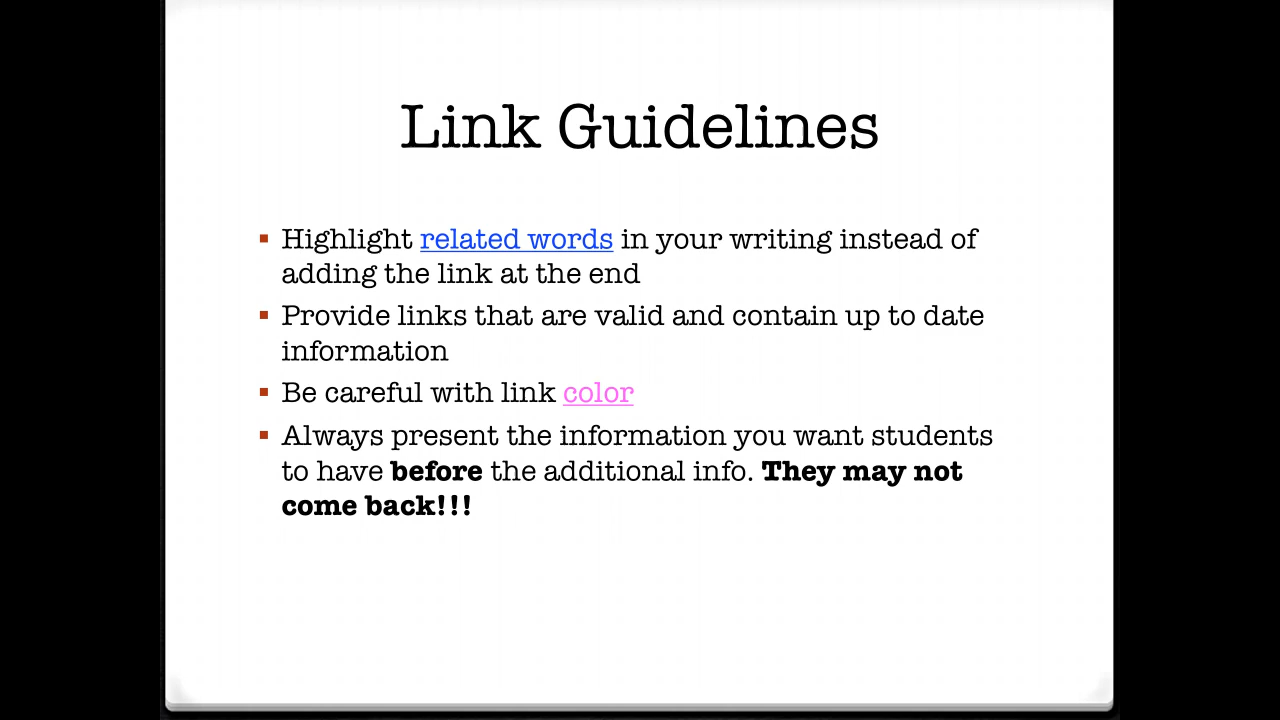 Link Guidelines
Highlight related words in your writing instead of
adding the link at the end
Provide links that are valid and contain up to date
information
Be careful with link color
Always present the information you want students
to have before the additional info. They may not
come back!!!